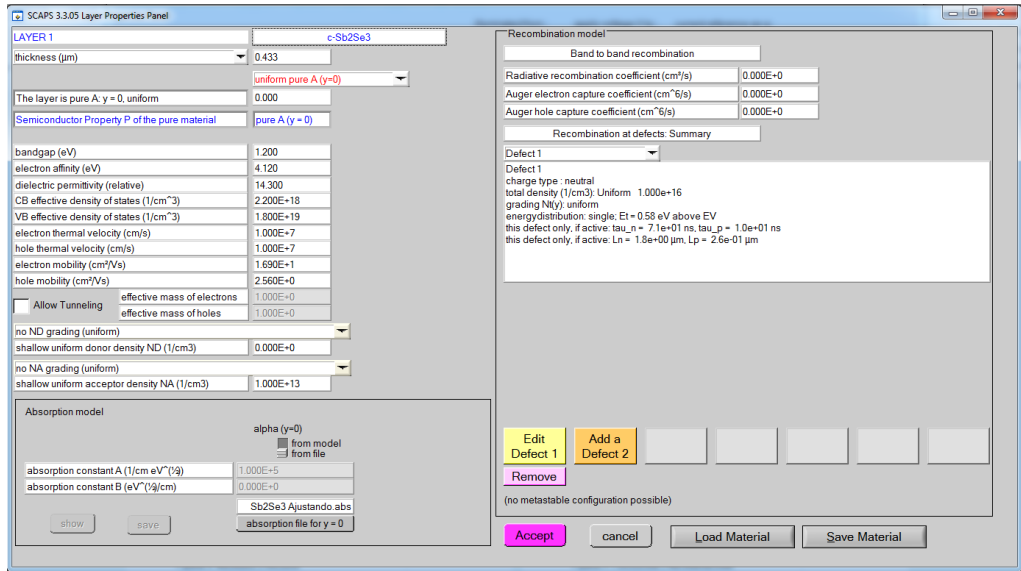 SCAPS 3.3.05 Layer Properties Panel
LAYER 1
c-Sb2Se3
thickness (µm)
0.433
uniform pure A (y=0)
The layer is pure A: y = 0, uniform
0.000
Semiconductor Property P of the pure material
pure A (y = 0)
bandgap (eV)
1.200
electron affinity (eV)
4.120
dielectric permittivity (relative)
14.300
CB effective density of states (1/cm^3)
2.200E+18
VB effective density of states (1/cm^3)
1.800E+19
electron thermal velocity (cm/s)
1.000E+7
hole thermal velocity (cm/s)
1.000E+7
electron mobility (cm²/Vs)
1.690E+1
hole mobility (cm²/Vs)
2.560E+0
Allow Tunneling
effective mass of electrons
1.000E+0
effective mass of holes
1.000E+0
no ND grading (uniform)
shallow uniform donor density ND (1/cm3)
0.000E+0
no NA grading (uniform)
shallow uniform acceptor density NA (1/cm3)
1.000E+13
Absorption model
alpha (y=0)
from model
from file
absorption constant A (1/cm eV^(½))
1.000E+5
absorption constant B (eV^(½)/cm)
0.000E+0
Sb2Se3 Ajustando.abs
show
save
absorption file for y = 0
Recombination model
Band to band recombination
Radiative recombination coefficient (cm³/s)
0.000E+0
Auger electron capture coefficient (cm^6/s)
0.000E+0
Auger hole capture coefficient (cm^6/s)
0.000E+0
Recombination at defects: Summary
Defect 1
Defect 1
charge type : neutral
total density (1/cm3): Uniform 1.000e+16
grading Nt(y): uniform
energydistribution: single; Et = 0.58 eV above EV
this defect only, if active: tau_n = 7.1e+01 ns, tau_p = 1.0e+01 ns
this defect only, if active: Ln = 1.8e+00 µm, Lp = 2.6e-01 µm
Edit
Defect 1
Add a
Defect 2
Remove
(no metastable configuration possible)
Accept
cancel
Load Material
Save Material